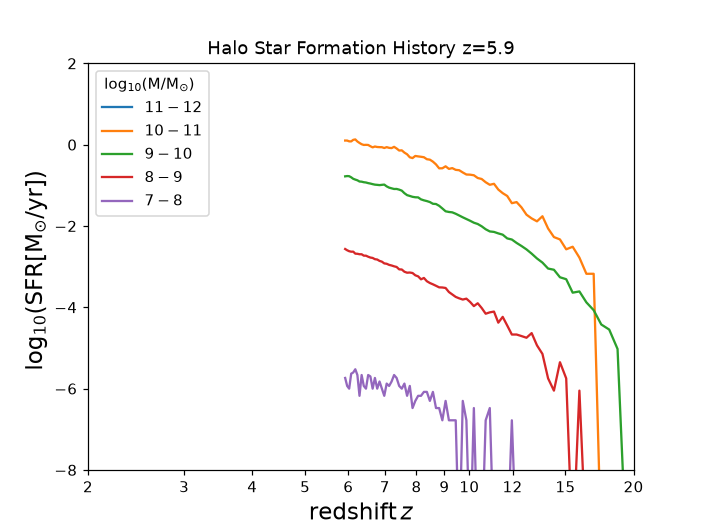 Halo Star Formation History z=5.9
log₁₀(M/M☉)
11 − 12
10 − 11
9 − 10
8 − 9
7 − 8
2
0
−2
−4
−6
−8
log₁₀(SFR[M☉/yr])
2 3 4 5 6 7 8 9 10 12 15 20
redshift z